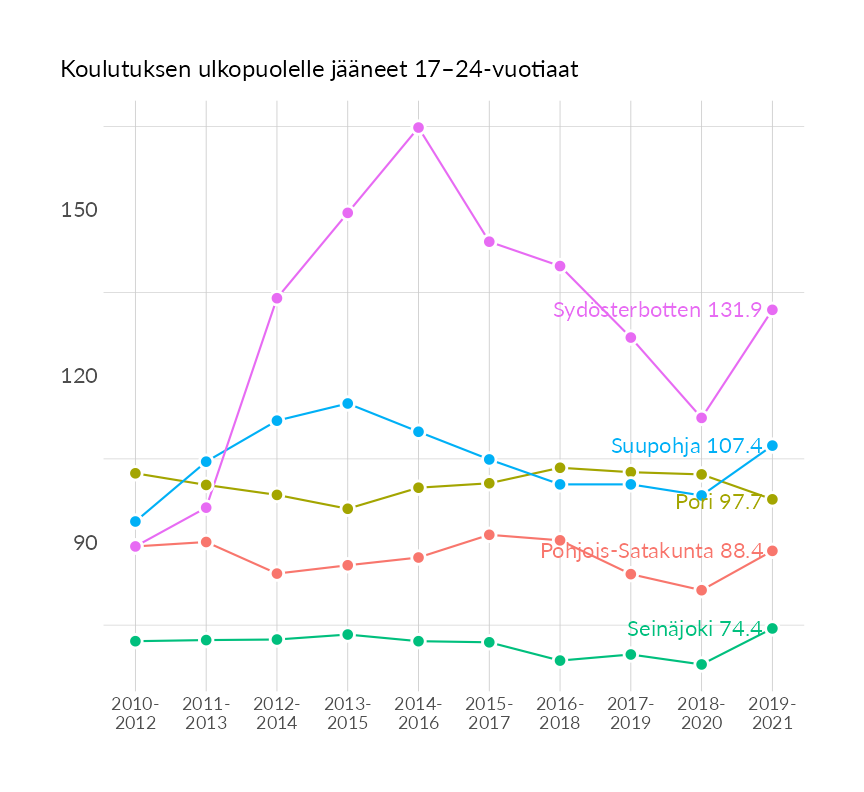 Koulutuksen ulkopuolelle jääneet 17–24-vuotiaat
150
Sydösterbotten 131.9
120
Suupohja 107.4
Pori 97.7
90
Pohjois-Satakunta 88.4
Seinäjoki 74.4
2010- 2011- 2012- 2013- 2014- 2015- 2016- 2017- 2018- 2019-
2012 2013 2014 2015 2016 2017 2018 2019 2020 2021